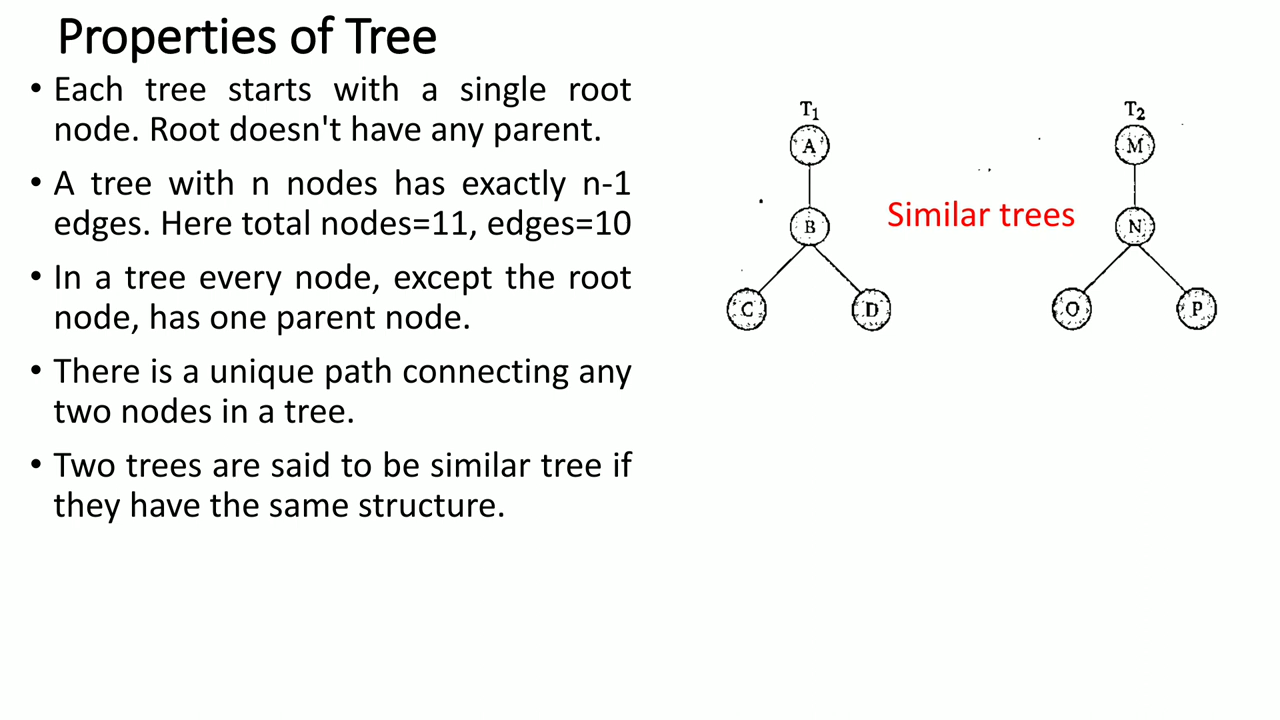 Properties of Tree
• Each tree starts with a single root
node. Root doesn't have any parent.
• A tree with n nodes has exactly n-1
edges. Here total nodes=11, edges=10
• In a tree every node, except the root
node, has one parent node.
• There is a unique path connecting any
two nodes in a tree.
• Two trees are said to be similar tree if
they have the same structure.
T1
A
B
C D
Similar trees
T2
M
N
O P